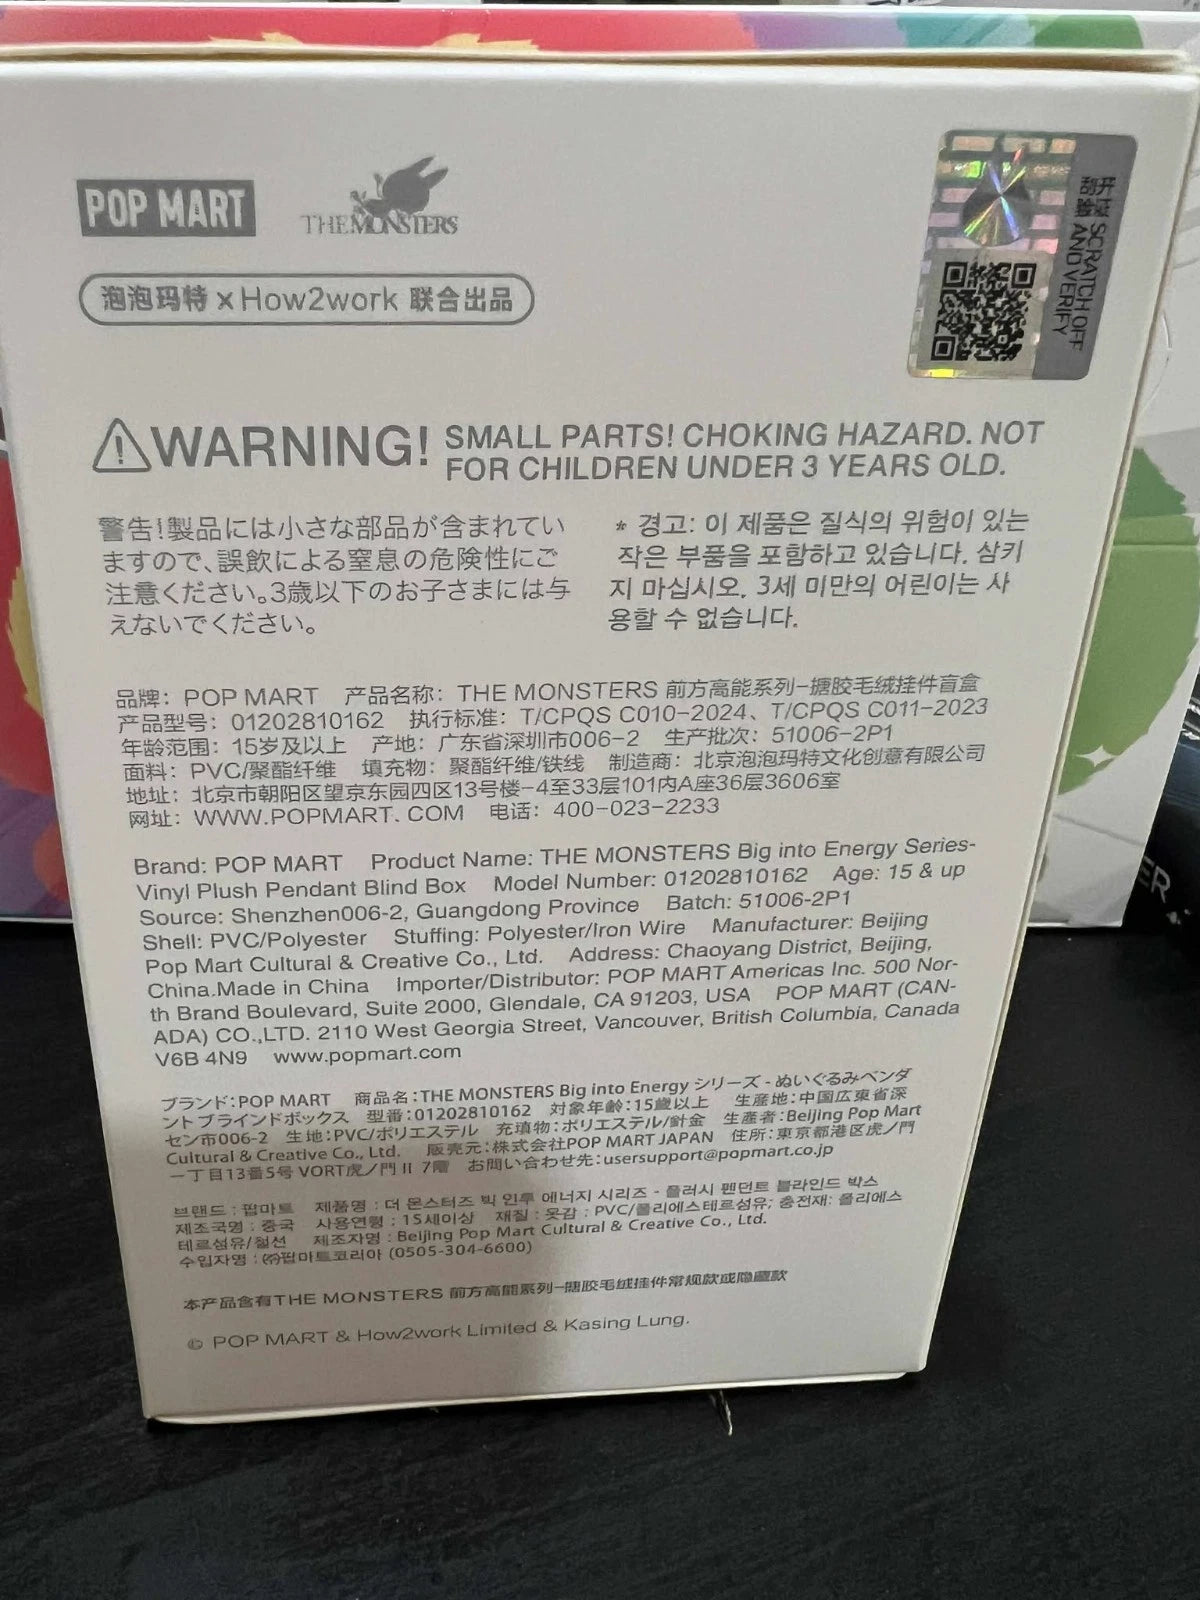 POP MART
THE MONSTERS
泡泡玛特 x How2work 联合出品
刮开 SCRATCH OFF
验证 AND VERIFY
WARNING! SMALL PARTS! CHOKING HAZARD. NOT
FOR CHILDREN UNDER 3 YEARS OLD.
警告!製品には小さな部品が含まれてい
ますので、誤飲による窒息の危険性にご
注意ください。3歳以下のお子さまには与
えないでください。
* 경고: 이 제품은 질식의 위험이 있는
작은 부품을 포함하고 있습니다. 삼키
지 마십시오. 3세 미만의 어린이는 사
용할 수 없습니다.
品牌: POP MART 产品名称: THE MONSTERS 前方高能系列-搪胶毛绒挂件盲盒
产品型号: 01202810162 执行标准: T/CPQS C010-2024、T/CPQS C011-2023
年龄范围: 15岁及以上 产地: 广东省深圳市006-2 生产批次: 51006-2P1
面料: PVC/聚酯纤维 填充物: 聚酯纤维/铁线 制造商: 北京泡泡玛特文化创意有限公司
地址: 北京市朝阳区望京东园四区13号楼-4至33层101内A座36层3606室
网址: WWW.POPMART.COM 电话: 400-023-2233
Brand: POP MART Product Name: THE MONSTERS Big into Energy Series-
Vinyl Plush Pendant Blind Box Model Number: 01202810162 Age: 15 & up
Source: Shenzhen006-2, Guangdong Province Batch: 51006-2P1
Shell: PVC/Polyester Stuffing: Polyester/Iron Wire Manufacturer: Beijing
Pop Mart Cultural & Creative Co., Ltd. Address: Chaoyang District, Beijing,
China.Made in China Importer/Distributor: POP MART Americas Inc. 500 Nor-
th Brand Boulevard, Suite 2000, Glendale, CA 91203, USA POP MART (CAN-
ADA) CO.,LTD. 2110 West Georgia Street, Vancouver, British Columbia, Canada
V6B 4N9 www.popmart.com
ブランド:POP MART 商品名:THE MONSTERS Big into Energy シリーズ - ぬいぐるみペンダ
ント ブラインドボックス 型番:01202810162 対象年齢:15歳以上 生産地:中国広東省深
セン市006-2 生地:PVC/ポリエステル 充填物:ポリエステル/針金 生産者:Beijing Pop Mart
Cultural & Creative Co., Ltd. 販売元:株式会社POP MART JAPAN 住所:東京都港区虎ノ門
一丁目13番5号 VORT虎ノ門 II 7階 お問い合わせ先:usersupport@popmart.co.jp
브랜드 : 팝마트 제품명 : 더 몬스터즈 빅 인투 에너지 시리즈 - 플러시 펜던트 블라인드 박스
제조국명 : 중국 사용연령 : 15세이상 재질 : 옷감 : PVC/폴리에스테르섬유; 충전재: 폴리에스
테르섬유/철선 제조자명 : Beijing Pop Mart Cultural & Creative Co., Ltd.
수입자명 : ㈜팝마트코리아 (0505-304-6600)
本产品含有THE MONSTERS 前方高能系列-搪胶毛绒挂件常规款或隐藏款
© POP MART & How2work Limited & Kasing Lung.
ER